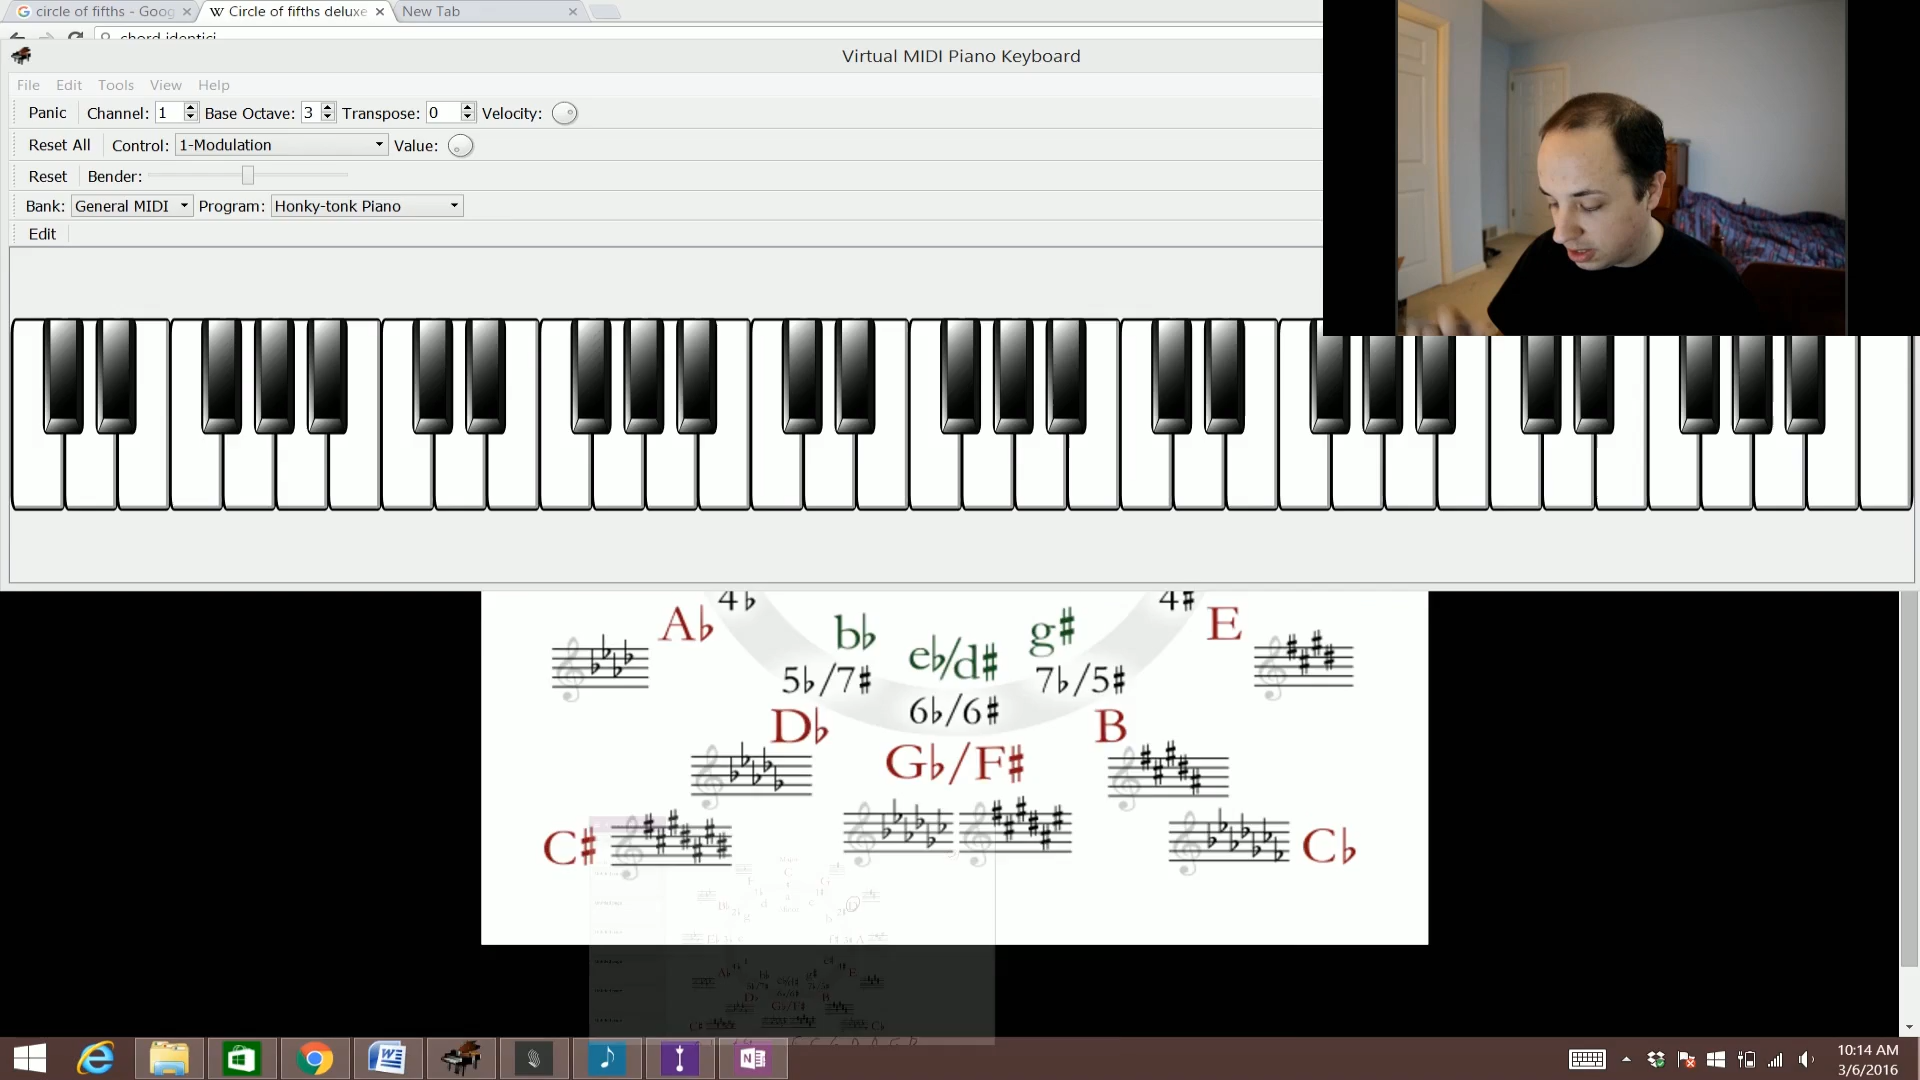 circle of fifths - Goog
Circle of fifths deluxe
New Tab
chord identici
Virtual MIDI Piano Keyboard
File Edit Tools View Help
Panic Channel: 1 Base Octave: 3 Transpose: 0 Velocity:
Reset All Control: 1-Modulation Value:
Reset Bender:
Bank: General MIDI Program: Honky-tonk Piano
Edit
4♭ 4♯
A♭ b♭ e♭/d♯ g♯ E
5♭/7♯ 6♭/6♯ 7♭/5♯
D♭ G♭/F♯ B
C♯ C♭
10:14 AM
3/6/2016